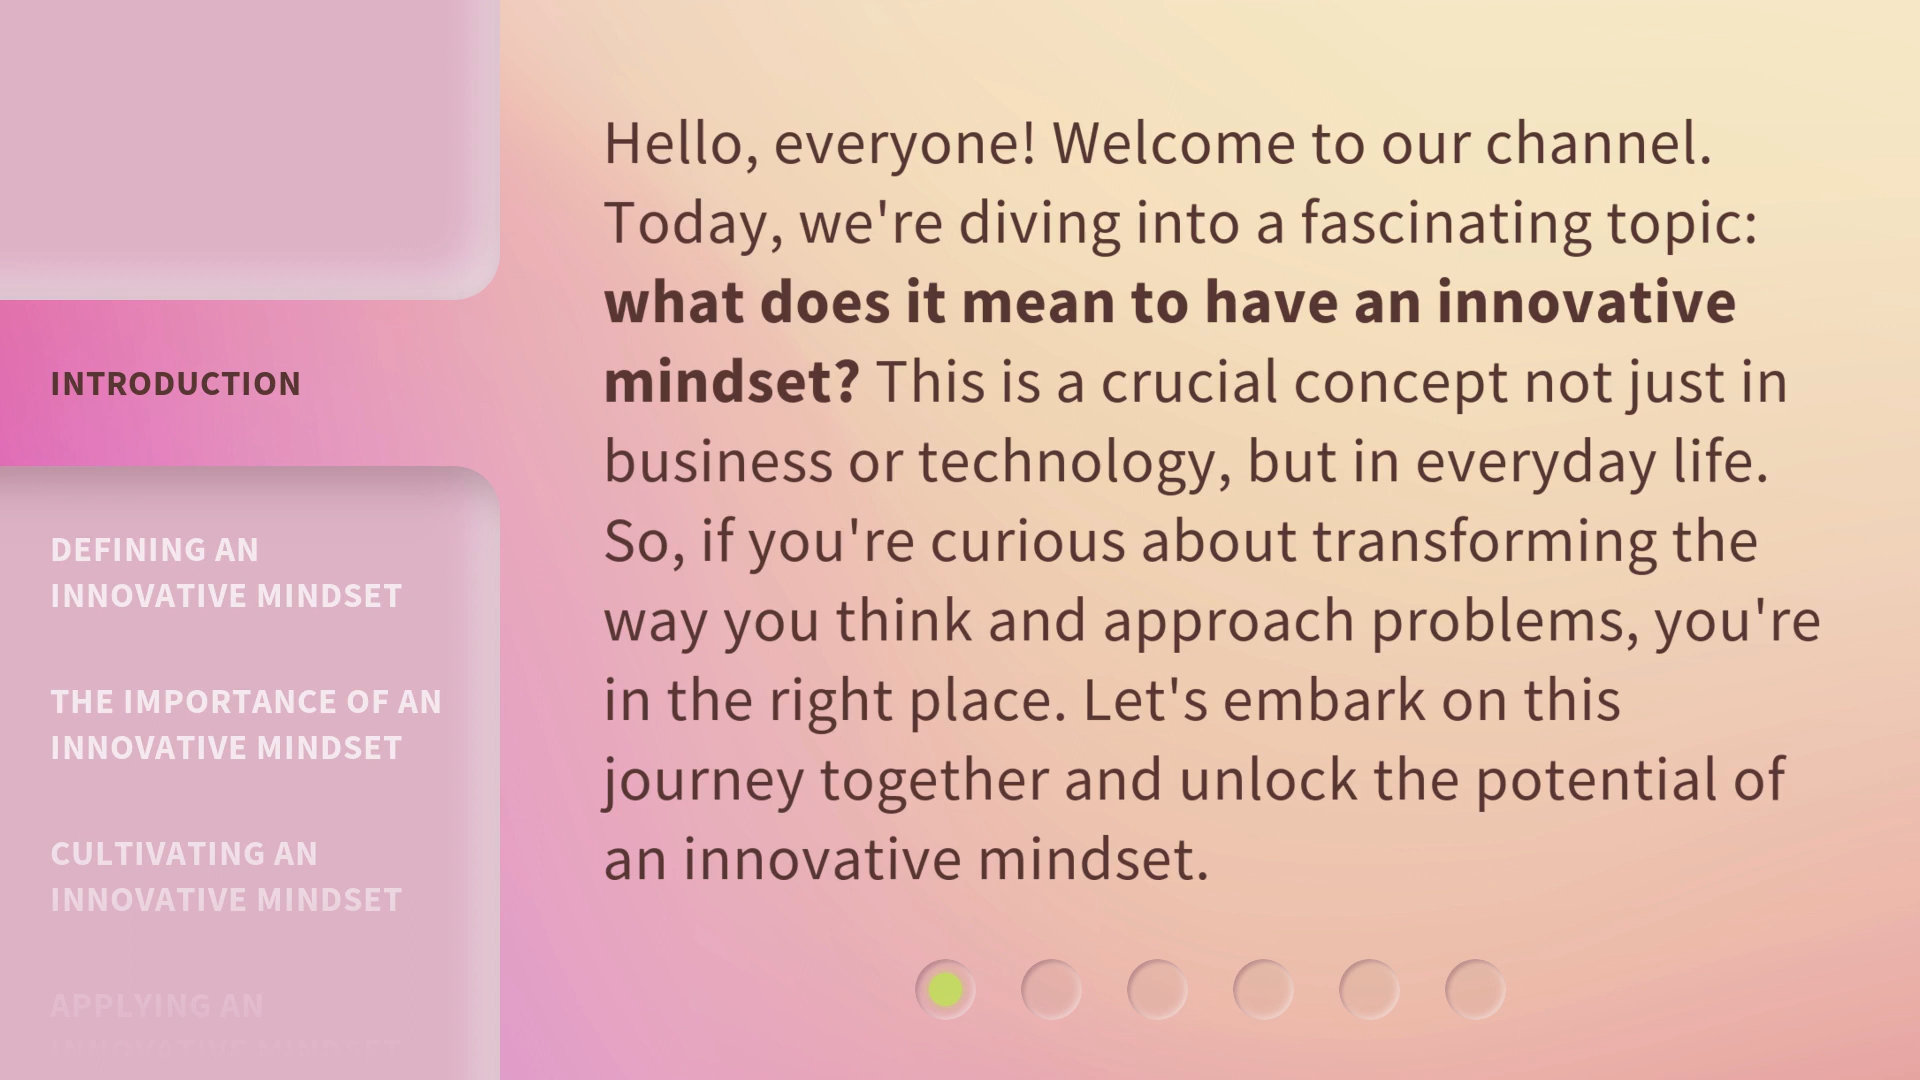 INTRODUCTION
DEFINING AN
INNOVATIVE MINDSET
THE IMPORTANCE OF AN
INNOVATIVE MINDSET
CULTIVATING AN
INNOVATIVE MINDSET
APPLYING AN
INNOVATIVE MINDSET
Hello, everyone! Welcome to our channel.
Today, we're diving into a fascinating topic:
what does it mean to have an innovative
mindset? This is a crucial concept not just in
business or technology, but in everyday life.
So, if you're curious about transforming the
way you think and approach problems, you're
in the right place. Let's embark on this
journey together and unlock the potential of
an innovative mindset.